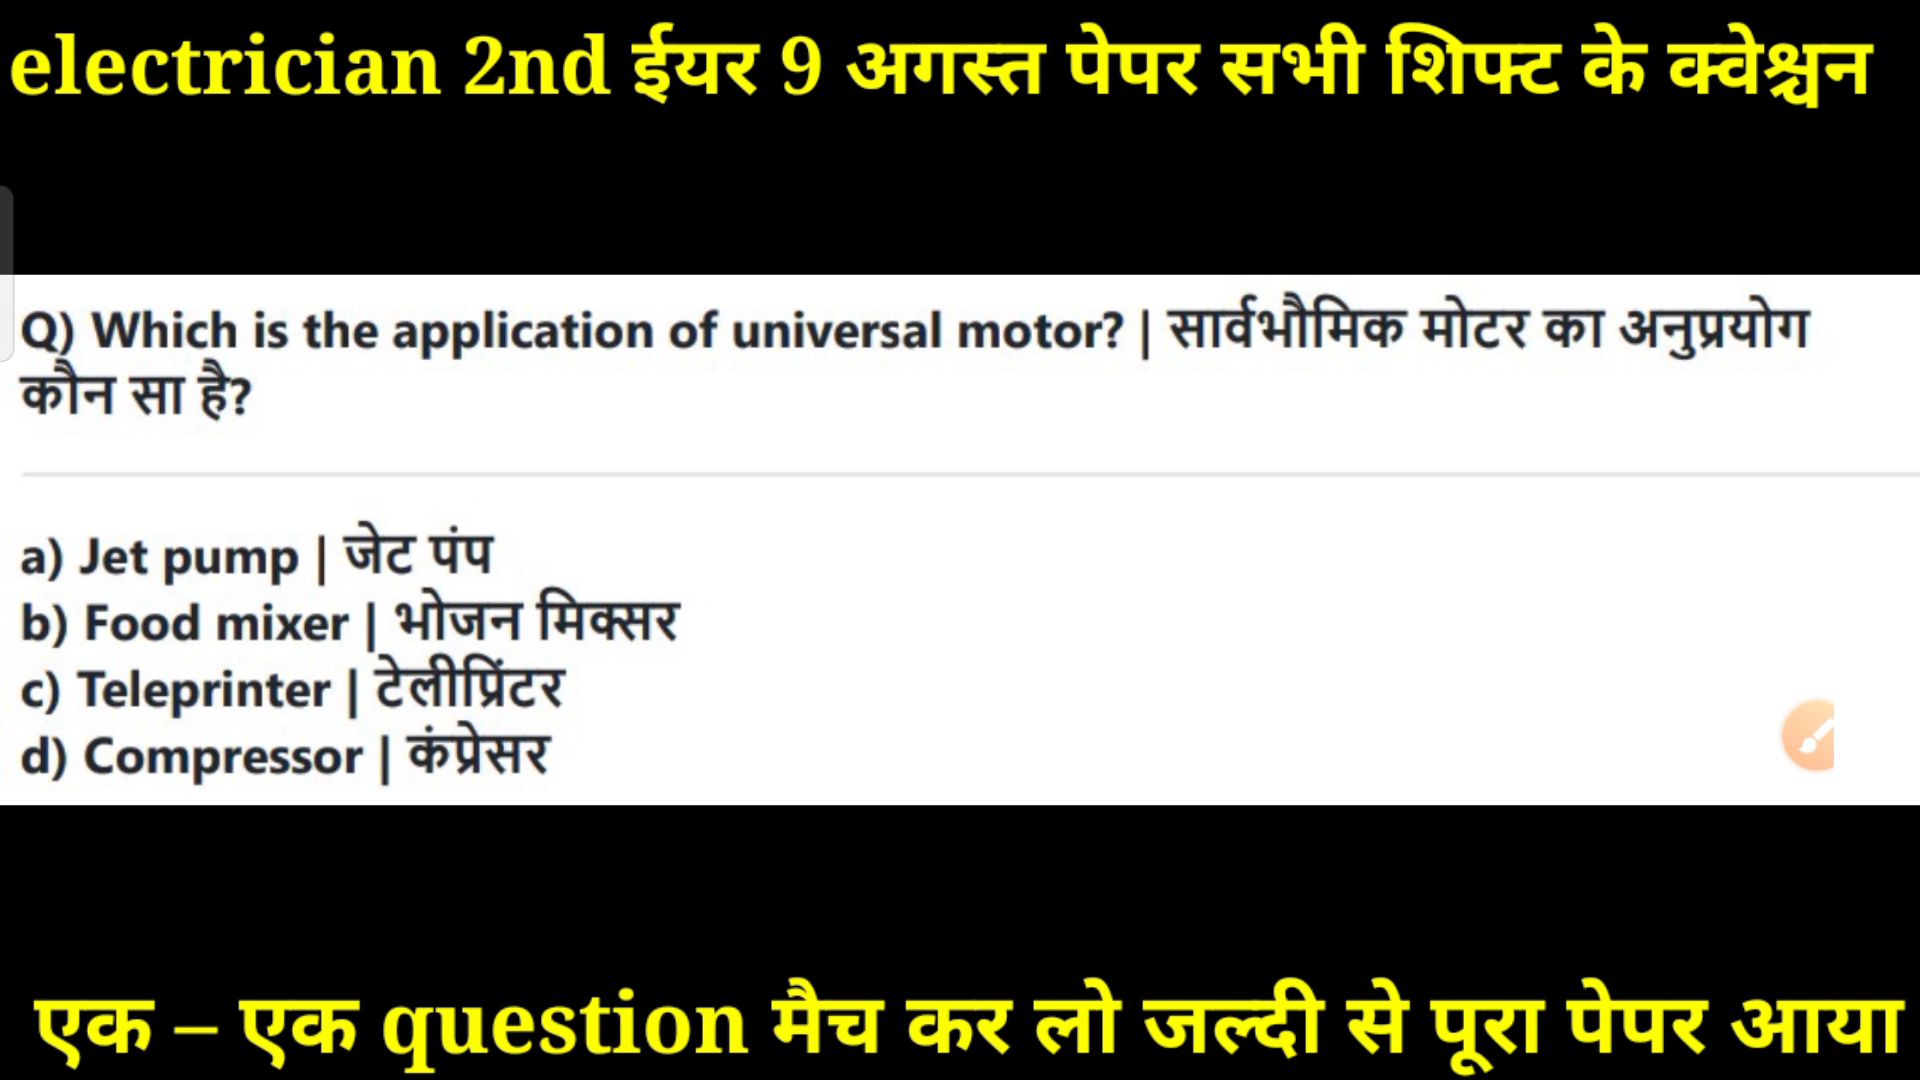 electrician 2nd ईयर 9 अगस्त पेपर सभी शिफ्ट के क्वेश्चन
Q) Which is the application of universal motor? | सार्वभौमिक मोटर का अनुप्रयोग
कौन सा है?
a) Jet pump | जेट पंप
b) Food mixer | भोजन मिक्सर
c) Teleprinter | टेलीप्रिंटर
d) Compressor | कंप्रेसर
एक – एक question मैच कर लो जल्दी से पूरा पेपर आया